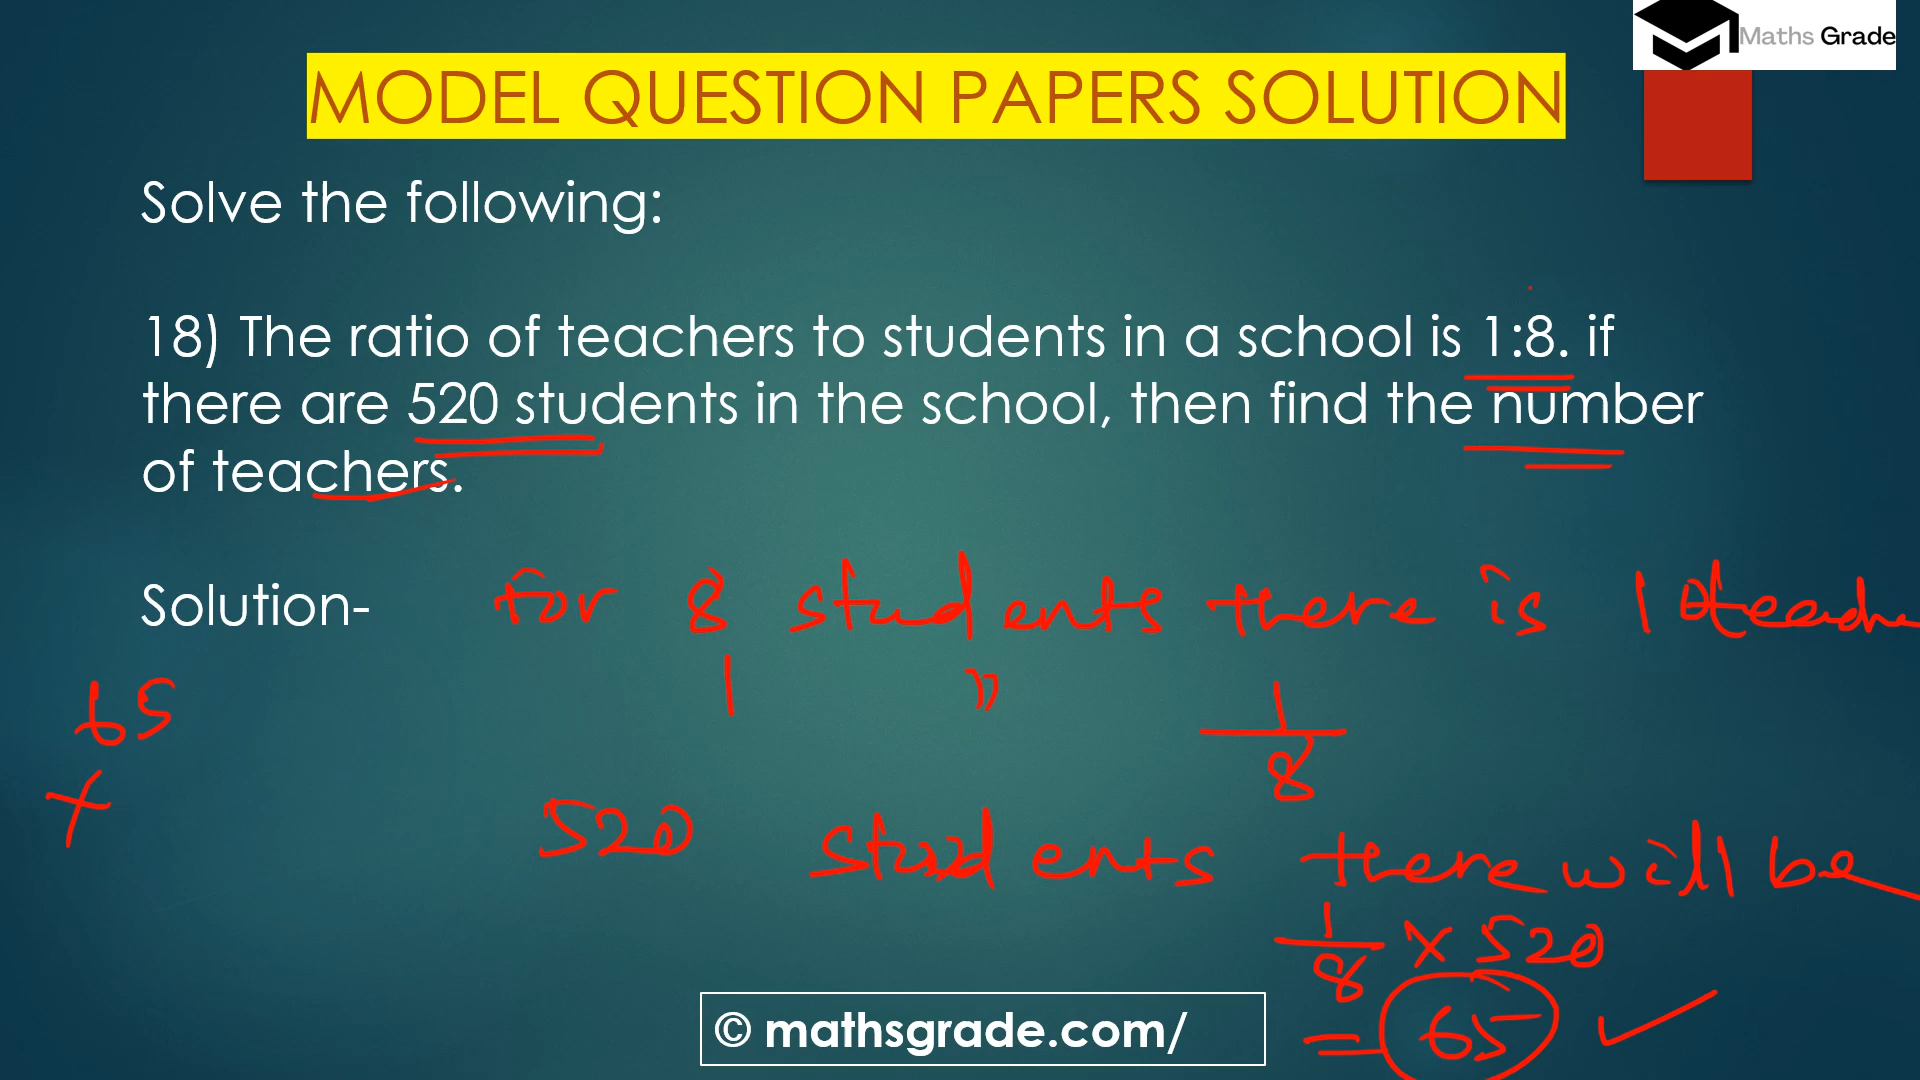 Maths Grade
MODEL QUESTION PAPERS SOLUTION
Solve the following:
18) The ratio of teachers to students in a school is 1:8. if
there are 520 students in the school, then find the number
of teachers.
Solution- for 8 students there is 1 teache
1 " 1/8
65
520 students there will be
1/8 × 520
= 65
© mathsgrade.com/